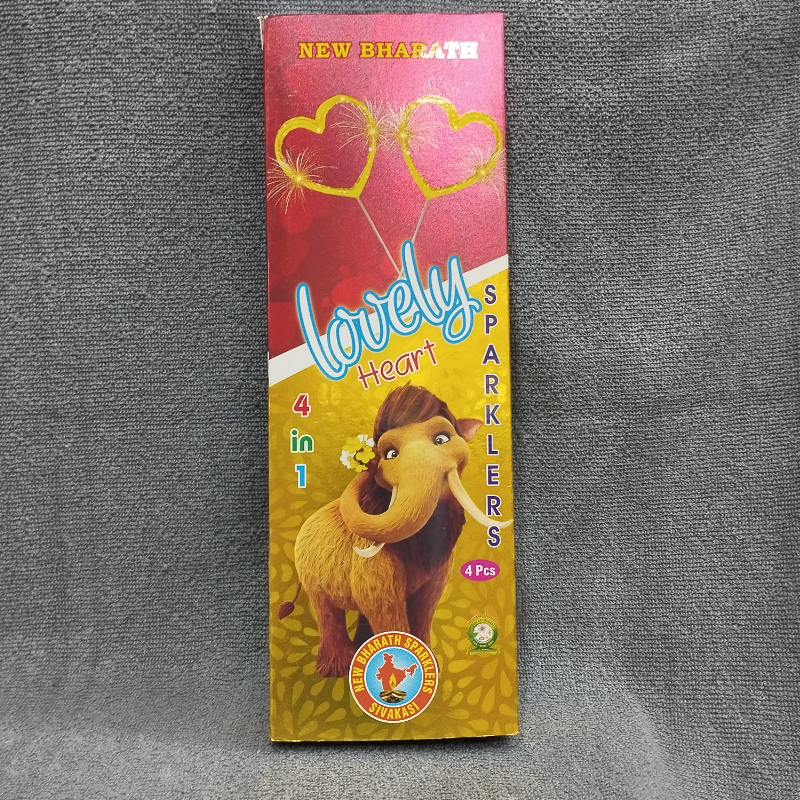 NEW BHARATH
lovely
Heart
SPARKLERS
4
in
1
4 Pcs
NEW BHARATH SPARKLERS
SIVAKASI